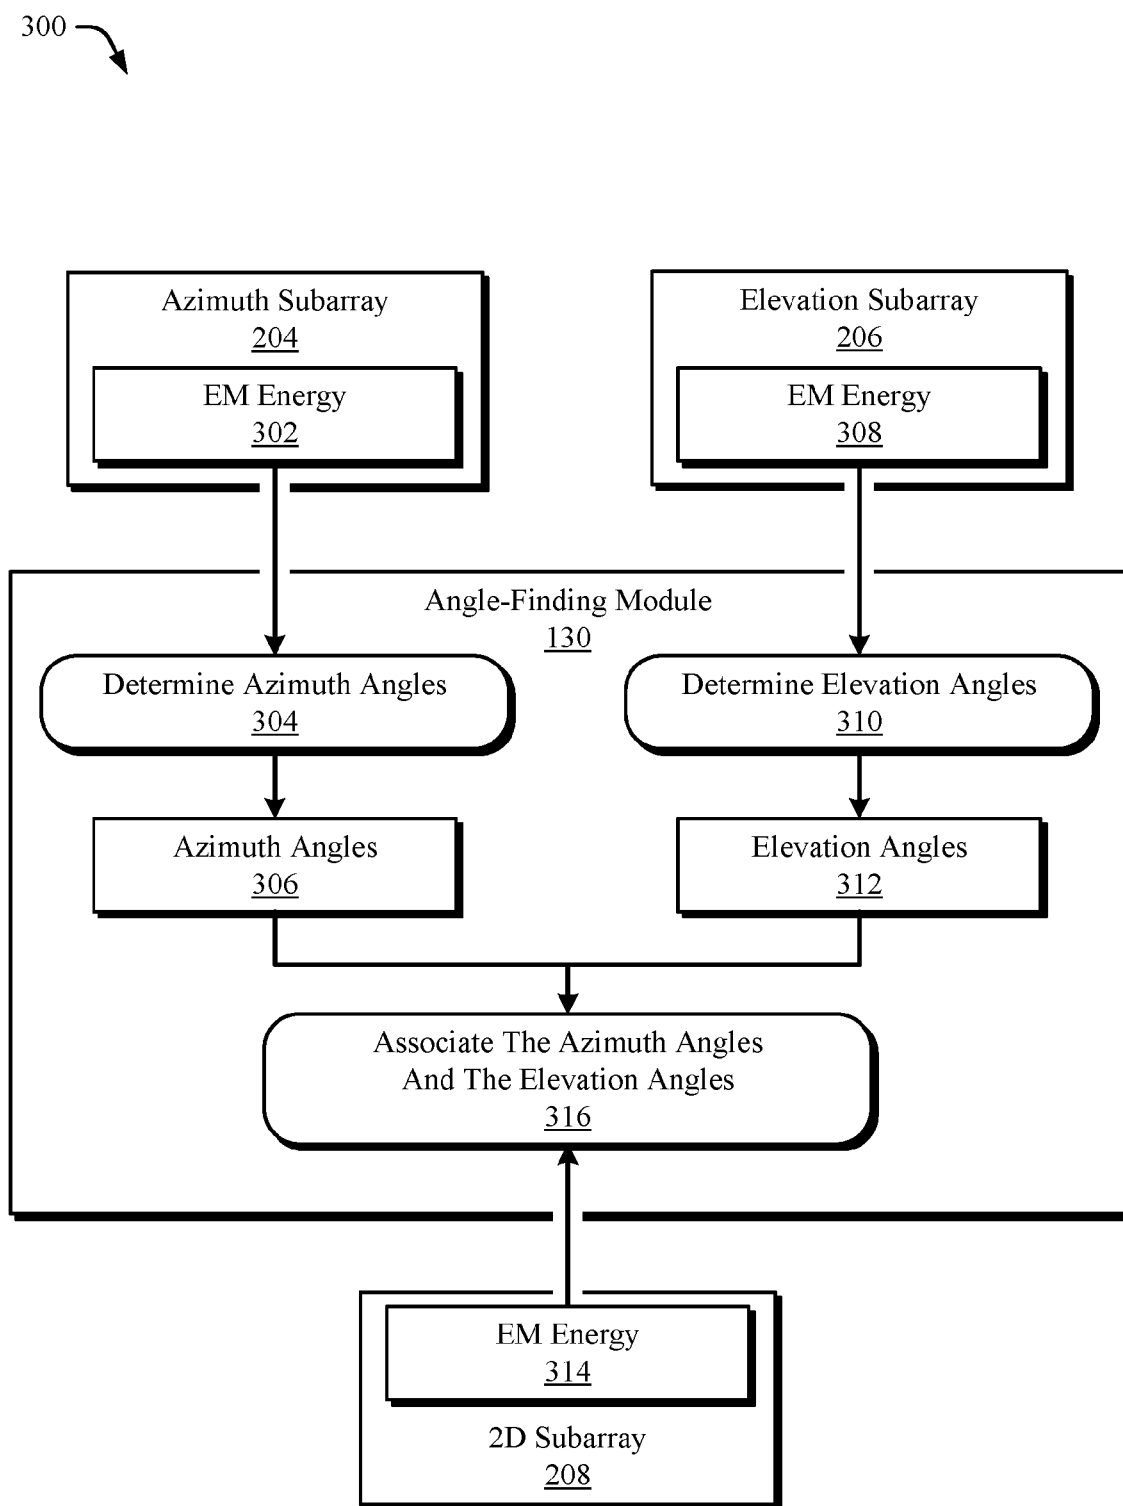 300
Azimuth Subarray
204
EM Energy
302
Elevation Subarray
206
EM Energy
308
Angle-Finding Module
130
Determine Azimuth Angles
304
Determine Elevation Angles
310
Azimuth Angles
306
Elevation Angles
312
Associate The Azimuth Angles
And The Elevation Angles
316
EM Energy
314
2D Subarray
208